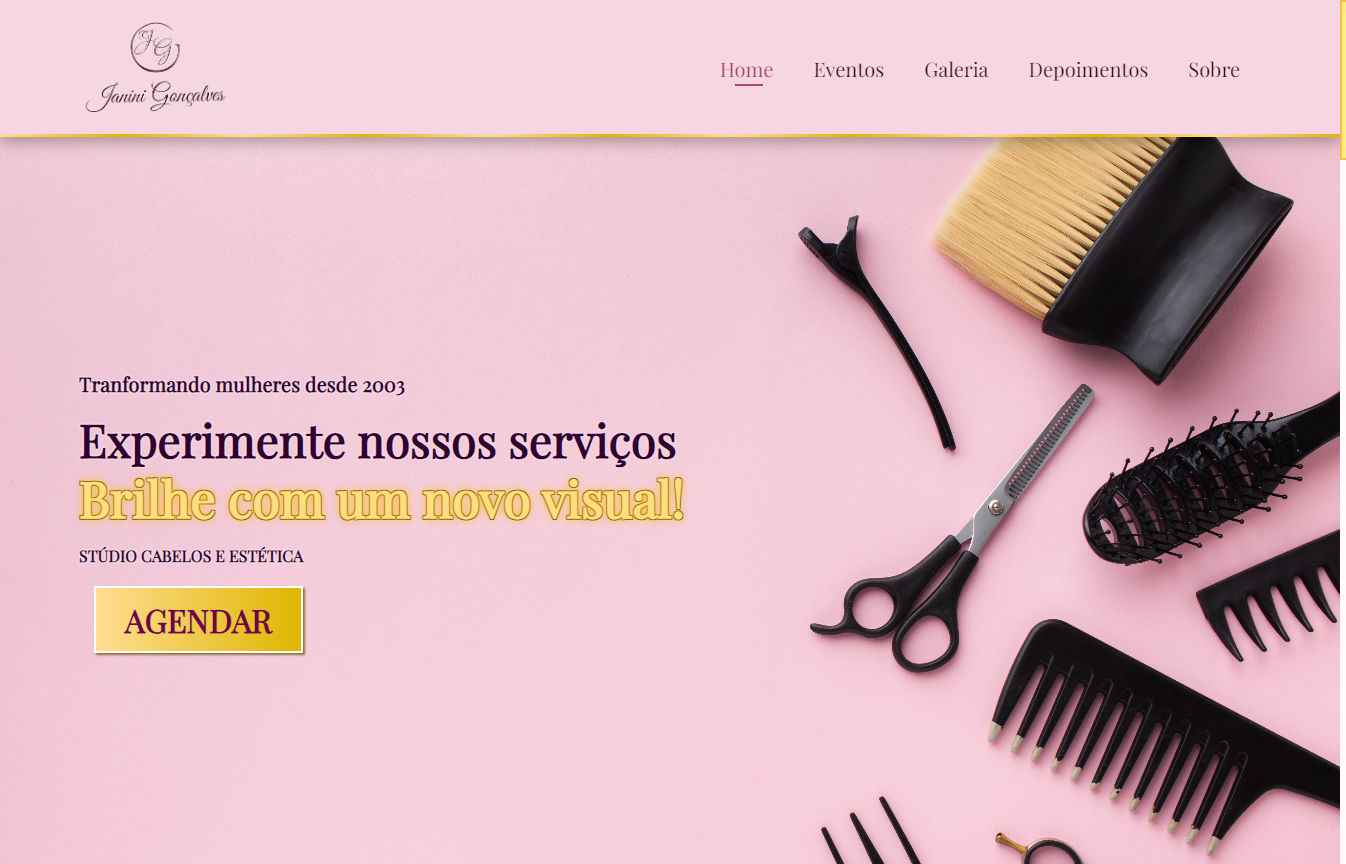 JG
Janini Gonçalves
Home Eventos Galeria Depoimentos Sobre
Tranformando mulheres desde 2003
Experimente nossos serviços
Brilhe com um novo visual!
STÚDIO CABELOS E ESTÉTICA
AGENDAR